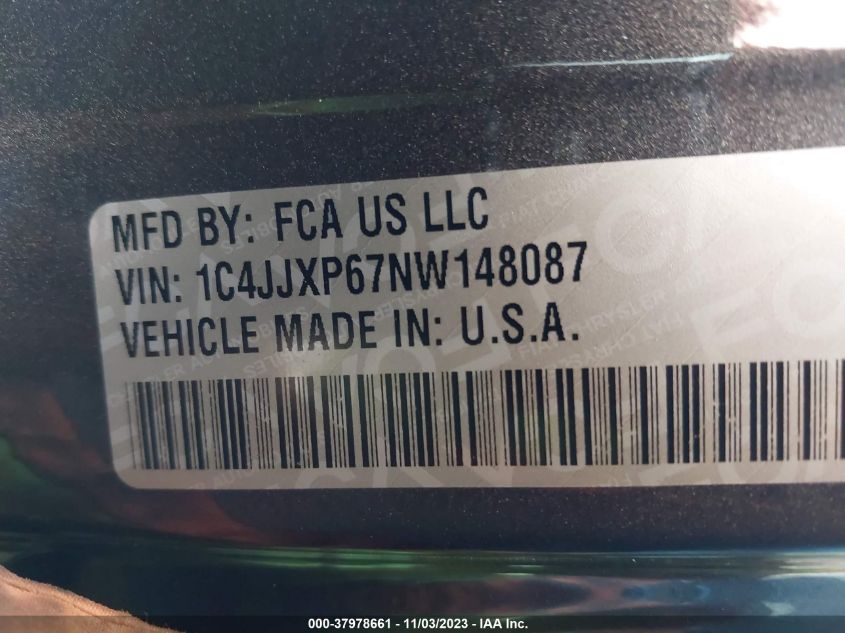 MFD BY: FCA US LLC
VIN: 1C4JJXP67NW148087
VEHICLE MADE IN: U.S.A.
000-37978661 - 11/03/2023 - IAA Inc.